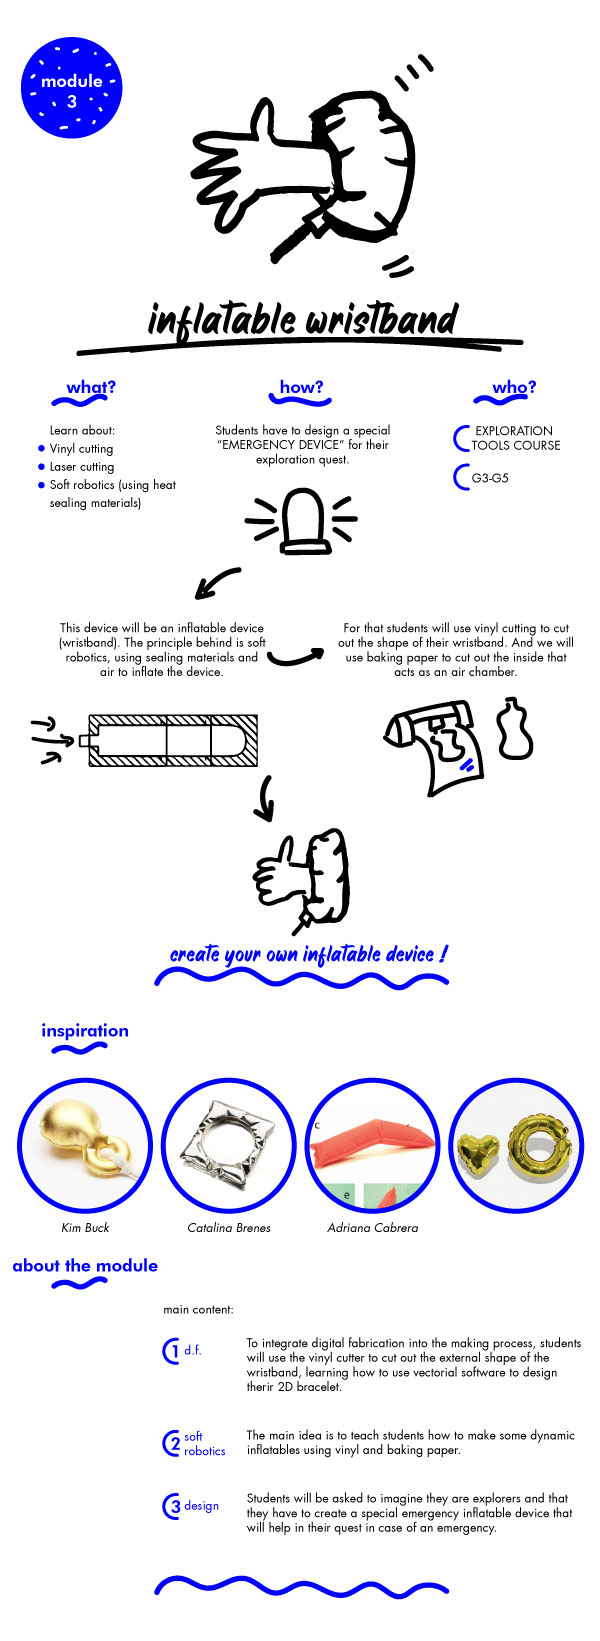 module
3
inflatable wristband
what?
Learn about:
Vinyl cutting
Laser cutting
Soft robotics (using heat
sealing materials)
how?
Students have to design a special
“EMERGENCY DEVICE” for their
exploration quest.
who?
EXPLORATION
TOOLS COURSE
G3-G5
This device will be an inflatable device
(wristband). The principle behind is soft
robotics, using sealing materials and
air to inflate the device.
For that students will use vinyl cutting to cut
out the shape of their wristband. And we will
use baking paper to cut out the inside that
acts as an air chamber.
create your own inflatable device !
inspiration
c
e
Kim Buck
Catalina Brenes
Adriana Cabrera
about the module
main content:
1 d.f.
To integrate digital fabrication into the making process, students
will use the vinyl cutter to cut out the external shape of the
wristband, learning how to use vectorial software to design
therir 2D bracelet.
2 soft
robotics
The main idea is to teach students how to make some dynamic
inflatables using vinyl and baking paper.
3 design
Students will be asked to imagine they are explorers and that
they have to create a special emergency inflatable device that
will help in their quest in case of an emergency.